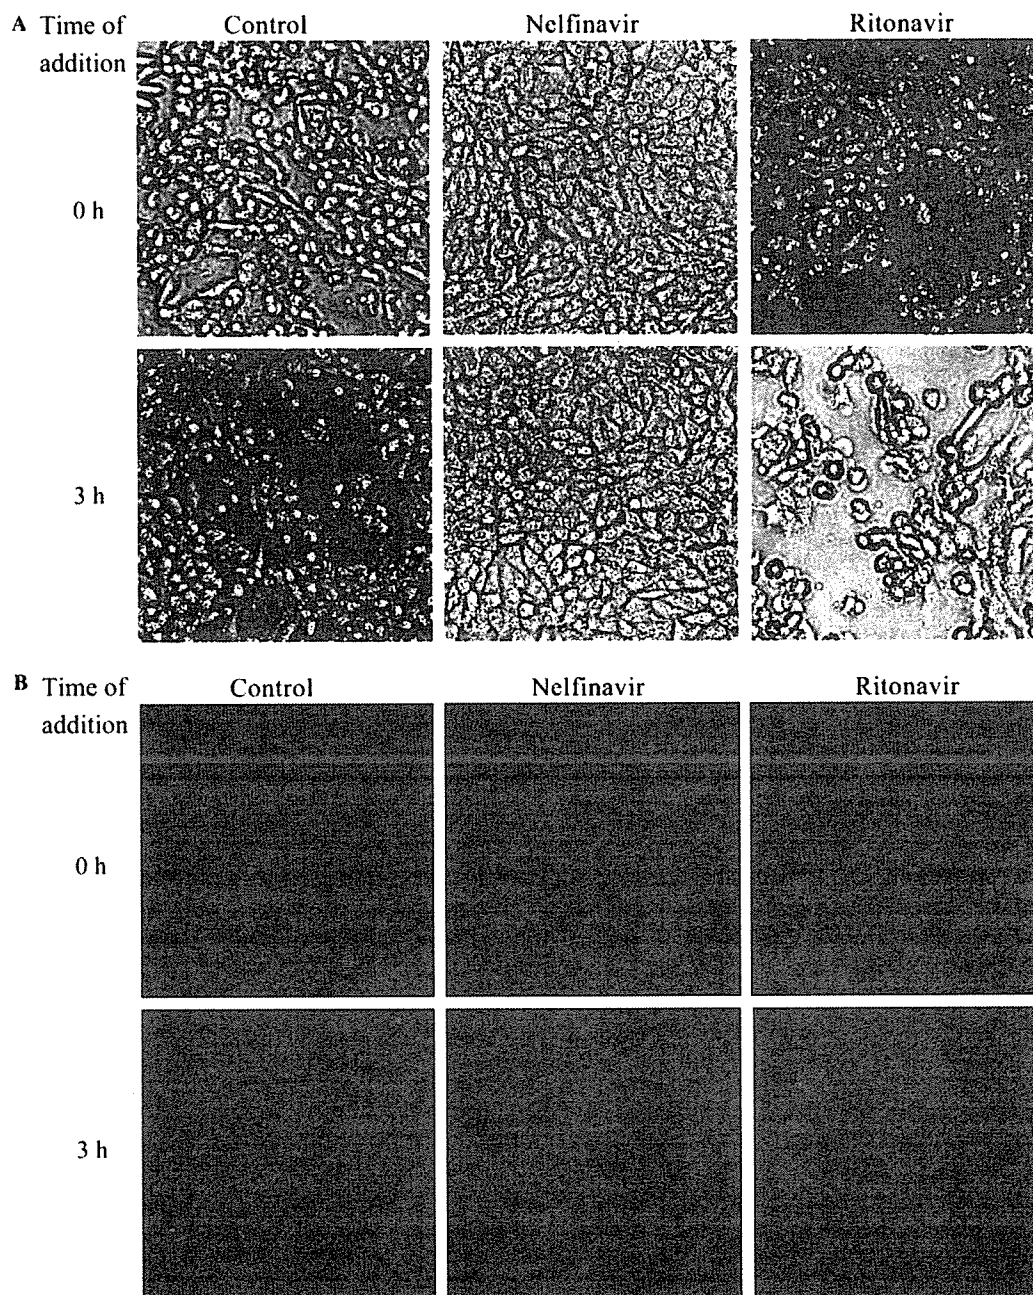 A Time of addition Control Nelfinavir Ritonavir
0 h
3 h
B Time of addition Control Nelfinavir Ritonavir
0 h
3 h